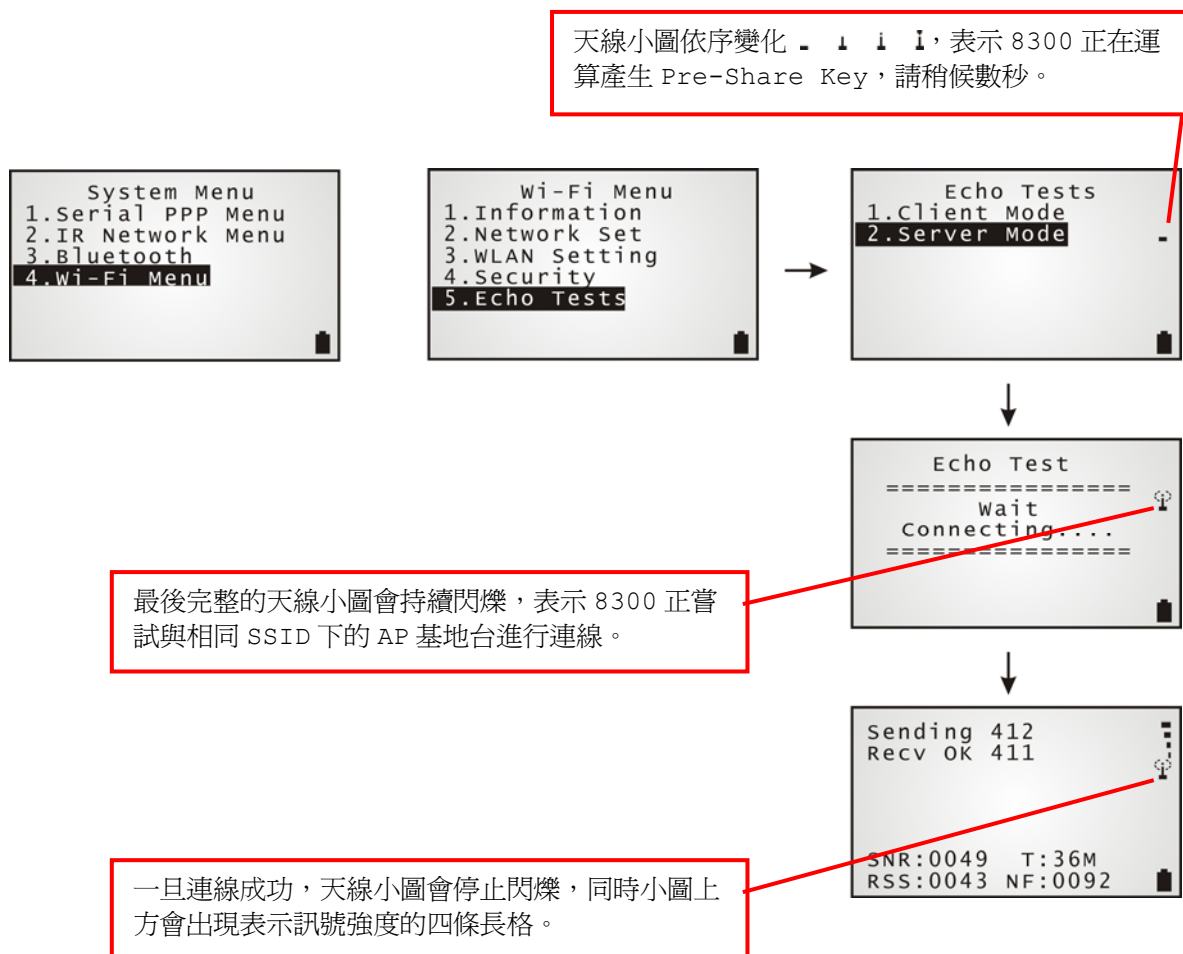 天線小圖依序變化 ,表示 8300 正在運
算產生 Pre-Share Key,請稍候數秒。
System Menu
1.Serial PPP Menu
2.IR Network Menu
3.Bluetooth
4.Wi-Fi Menu
Wi-Fi Menu
1.Information
2.Network Set
3.WLAN Setting
4.Security
5.Echo Tests
Echo Tests
1.Client Mode
2.Server Mode
Echo Test
================
Wait
Connecting....
================
最後完整的天線小圖會持續閃爍,表示 8300 正嘗
試與相同 SSID 下的 AP 基地台進行連線。
Sending 412
Recv OK 411
SNR:0049 T:36M
RSS:0043 NF:0092
一旦連線成功,天線小圖會停止閃爍,同時小圖上
方會出現表示訊號強度的四條長格。